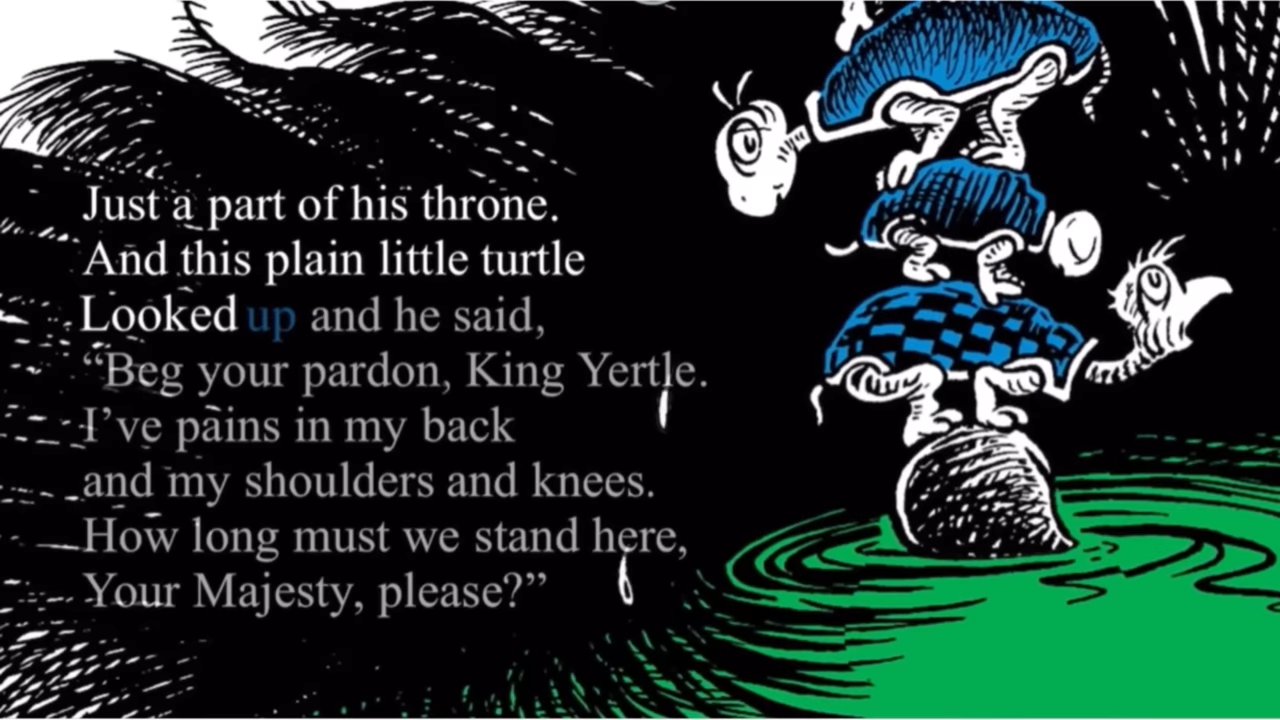 Just a part of his throne.
And this plain little turtle
Looked up and he said,
“Beg your pardon, King Yertle.
I’ve pains in my back
and my shoulders and knees.
How long must we stand here,
Your Majesty, please?”